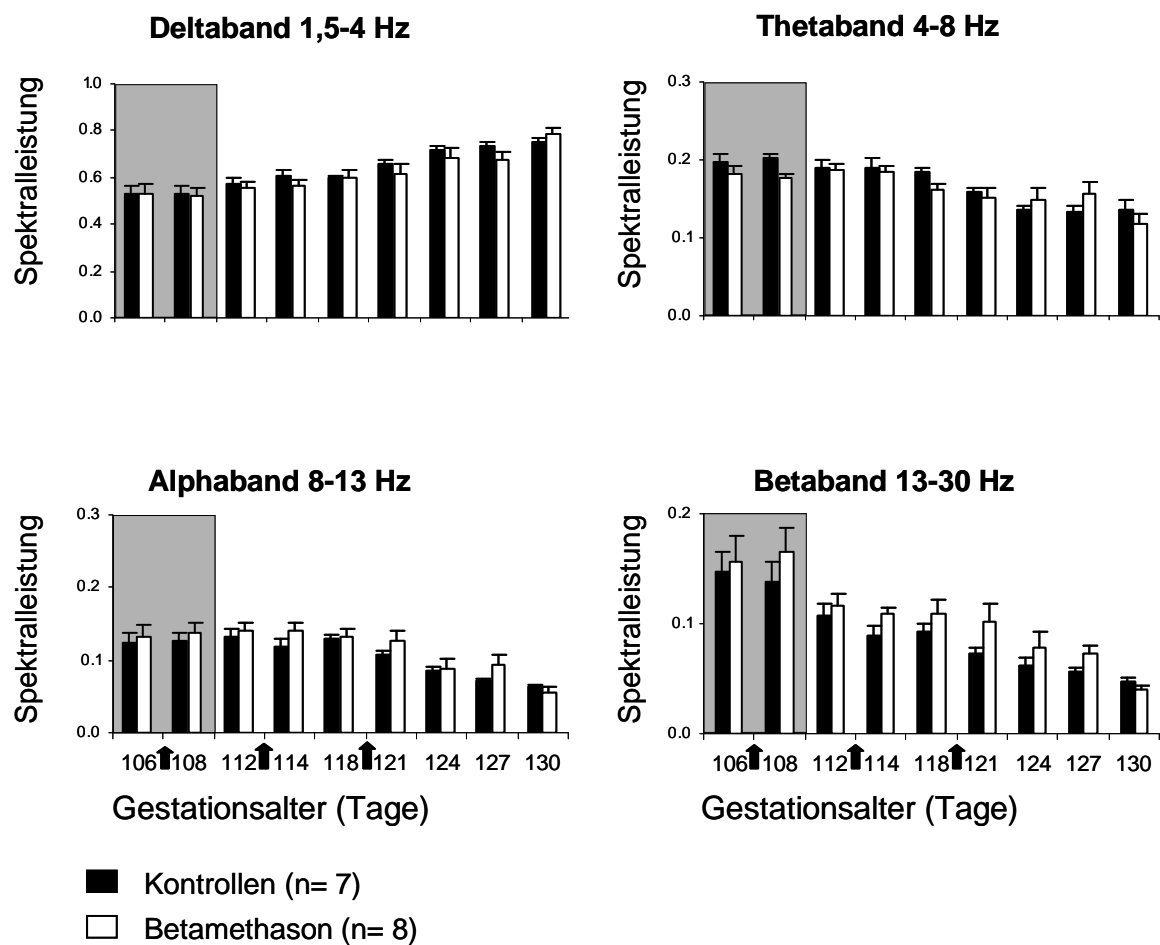 Deltaband 1,5-4 Hz
Spektralleistung
1.0
0.8
0.6
0.4
0.2
0.0
Thetaband 4-8 Hz
Spektralleistung
0.3
0.2
0.1
0.0
Alphaband 8-13 Hz
Spektralleistung
0.3
0.2
0.1
0.0
106 108 112 114 118 121 124 127 130
Gestationsalter (Tage)
Betaband 13-30 Hz
Spektralleistung
0.2
0.1
0.0
106 108 112 114 118 121 124 127 130
Gestationsalter (Tage)
Kontrollen (n= 7)
Betamethason (n= 8)